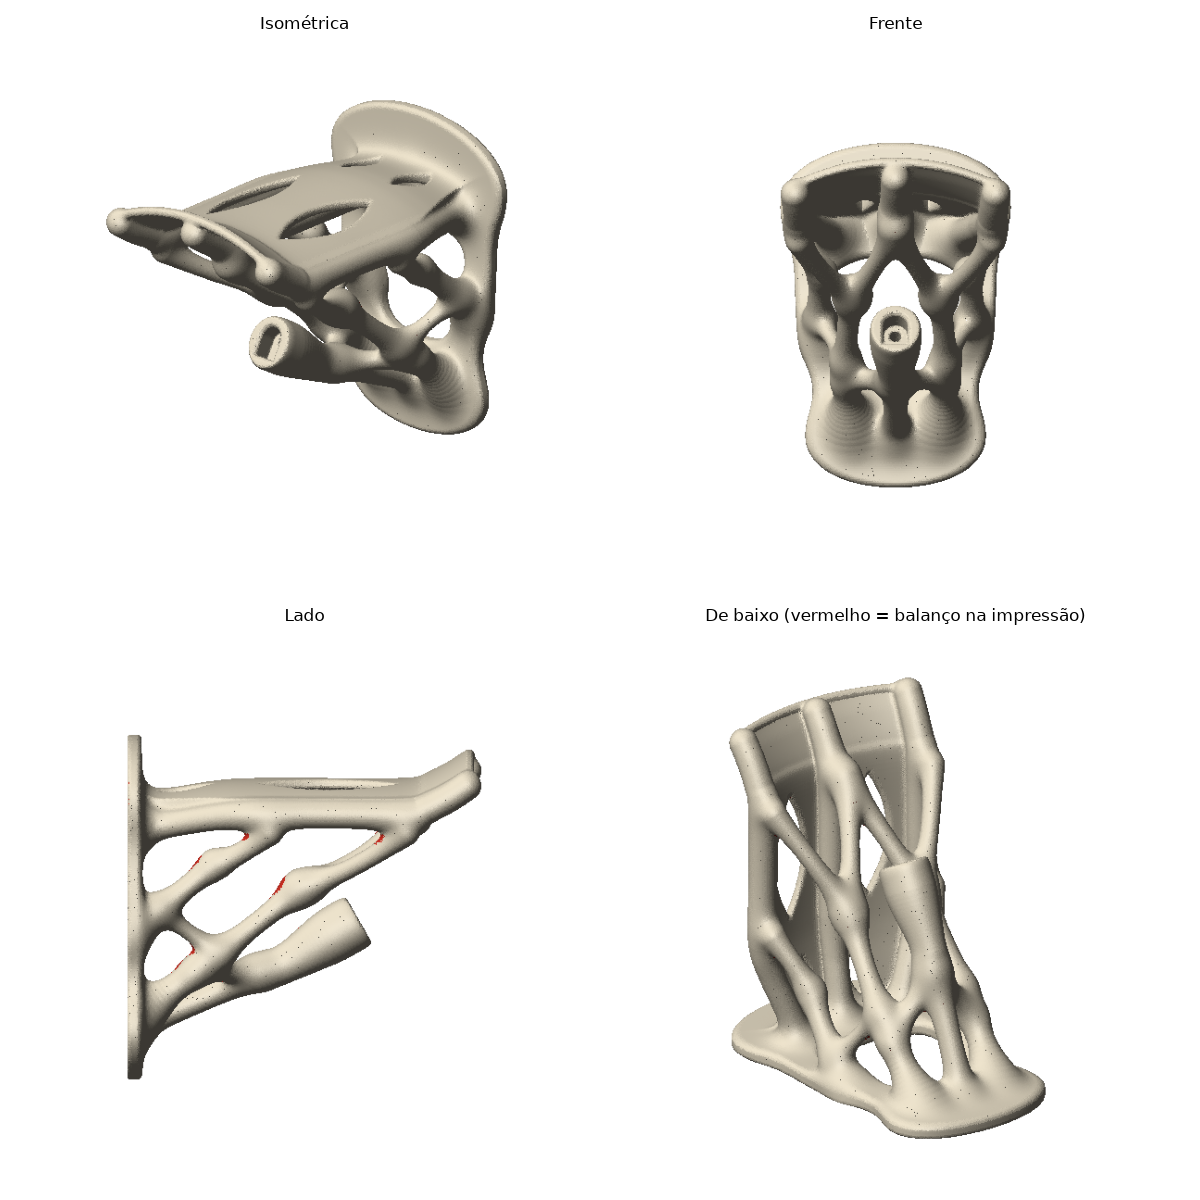 Isométrica
Frente
Lado
De baixo (vermelho = balanço na impressão)